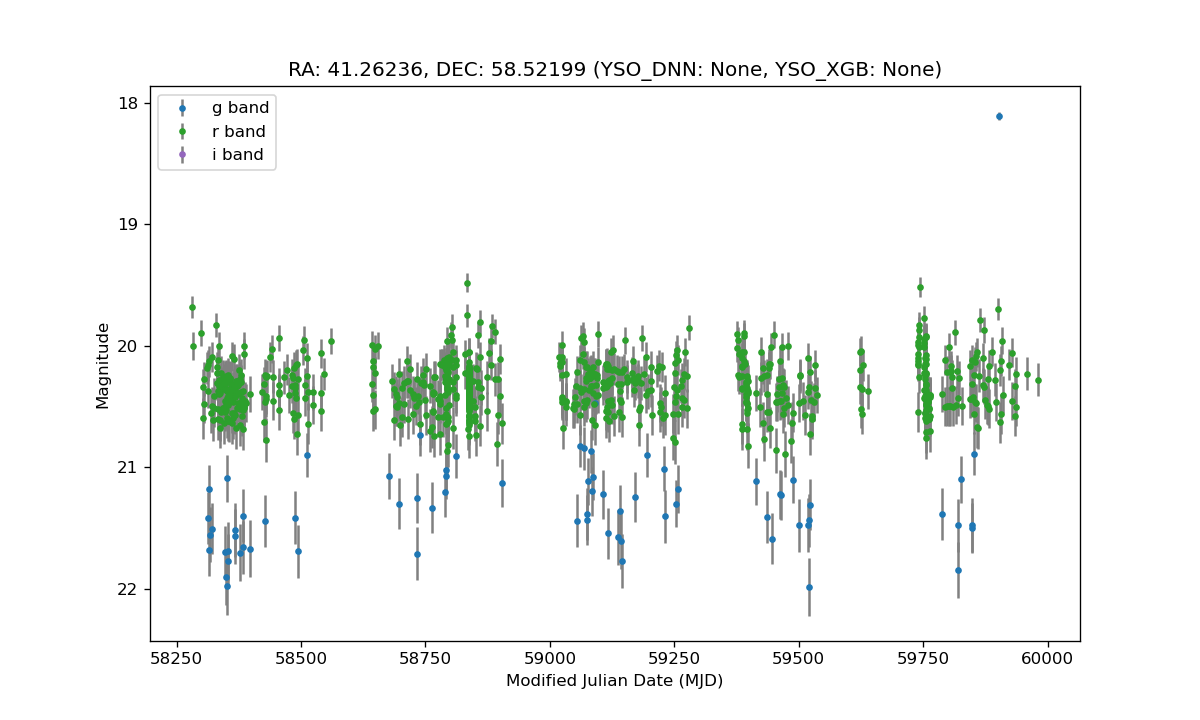 RA: 41.26236, DEC: 58.52199 (YSO_DNN: None, YSO_XGB: None)
g band
r band
i band
18
19
20
21
22
Magnitude
58250 58500 58750 59000 59250 59500 59750 60000
Modified Julian Date (MJD)